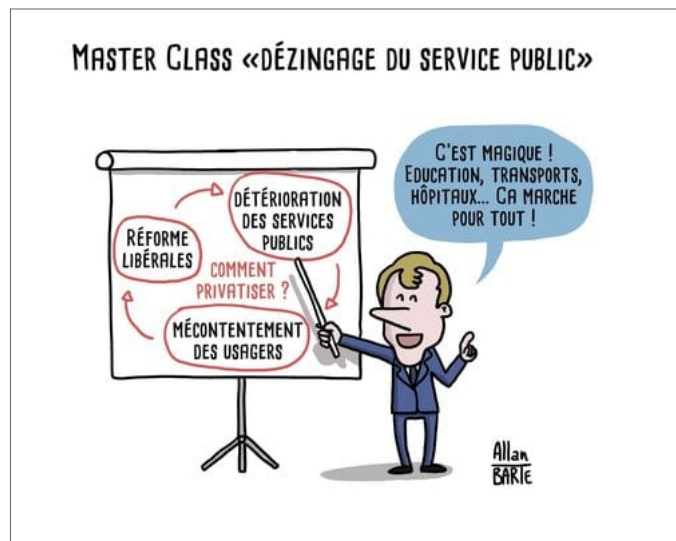 MASTER CLASS «DÉZINGAGE DU SERVICE PUBLIC»
C'EST MAGIQUE !
EDUCATION, TRANSPORTS,
HÔPITAUX... CA MARCHE
POUR TOUT !
DÉTÉRIORATION
DES SERVICES
PUBLICS
RÉFORME
LIBÉRALES
COMMENT
PRIVATISER ?
MÉCONTENTEMENT
DES USAGERS
Allan
BARTE